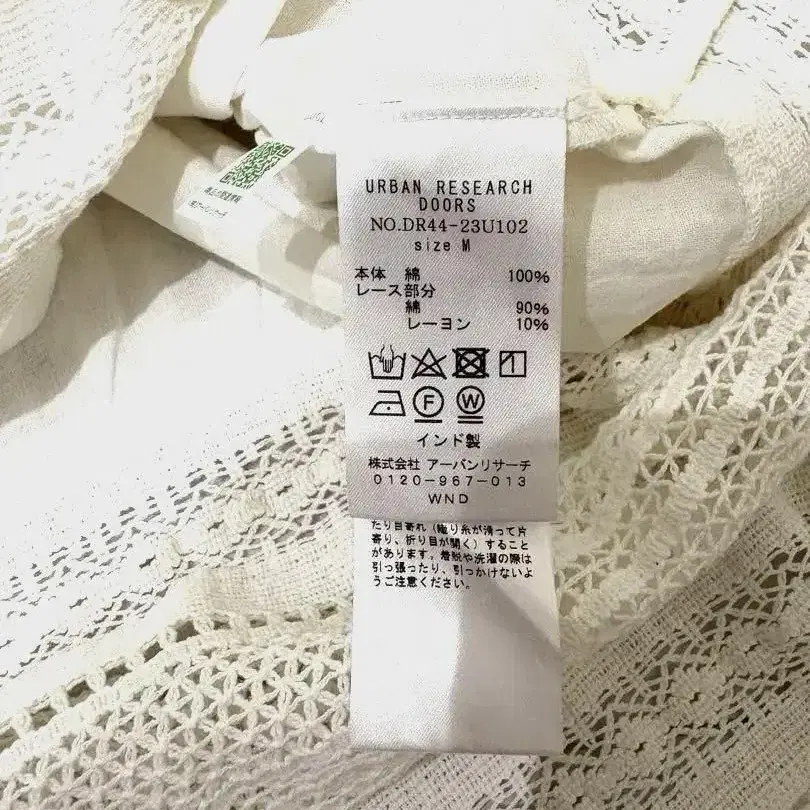 URBAN RESEARCH
DOORS
NO.DR44-23U102
size M
本体 綿 100%
レース部分
綿 90%
レーヨン 10%
F W
インド製
株式会社 アーバンリサーチ
0120-967-013
WND
たり目寄れ(織り糸が滑って片
寄り、折り目が開く)すること
があります。着脱や洗濯の際は
引っ張ったり、引っかけないよ
うご注意ください。